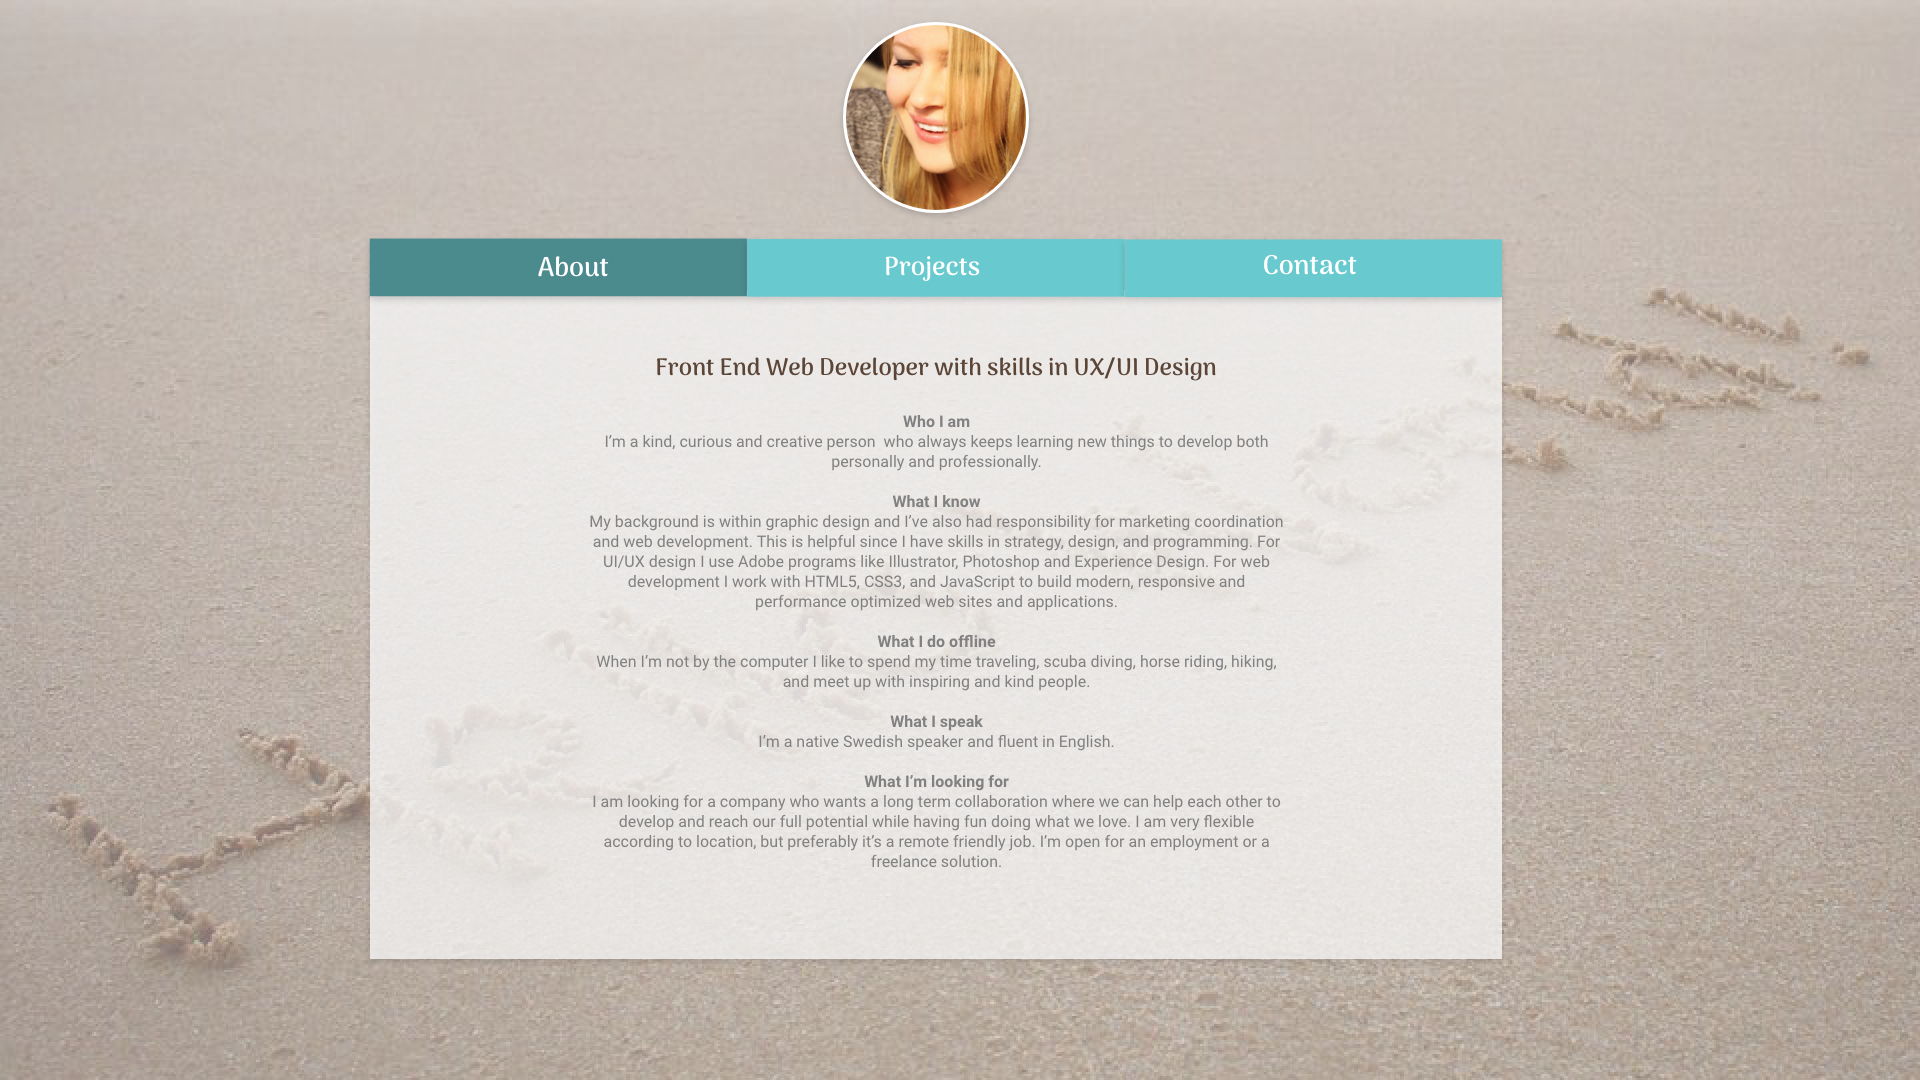 About
Projects
Contact
Front End Web Developer with skills in UX/UI Design
Who I am
I’m a kind, curious and creative person  who always keeps learning new things to develop both
personally and professionally.
What I know
My background is within graphic design and I’ve also had responsibility for marketing coordination
and web development. This is helpful since I have skills in strategy, design, and programming. For
UI/UX design I use Adobe programs like Illustrator, Photoshop and Experience Design. For web
development I work with HTML5, CSS3, and JavaScript to build modern, responsive and
performance optimized web sites and applications.
What I do offline
When I’m not by the computer I like to spend my time traveling, scuba diving, horse riding, hiking,
and meet up with inspiring and kind people.
What I speak
I’m a native Swedish speaker and fluent in English.
What I’m looking for
I am looking for a company who wants a long term collaboration where we can help each other to
develop and reach our full potential while having fun doing what we love. I am very flexible
according to location, but preferably it’s a remote friendly job. I’m open for an employment or a
freelance solution.